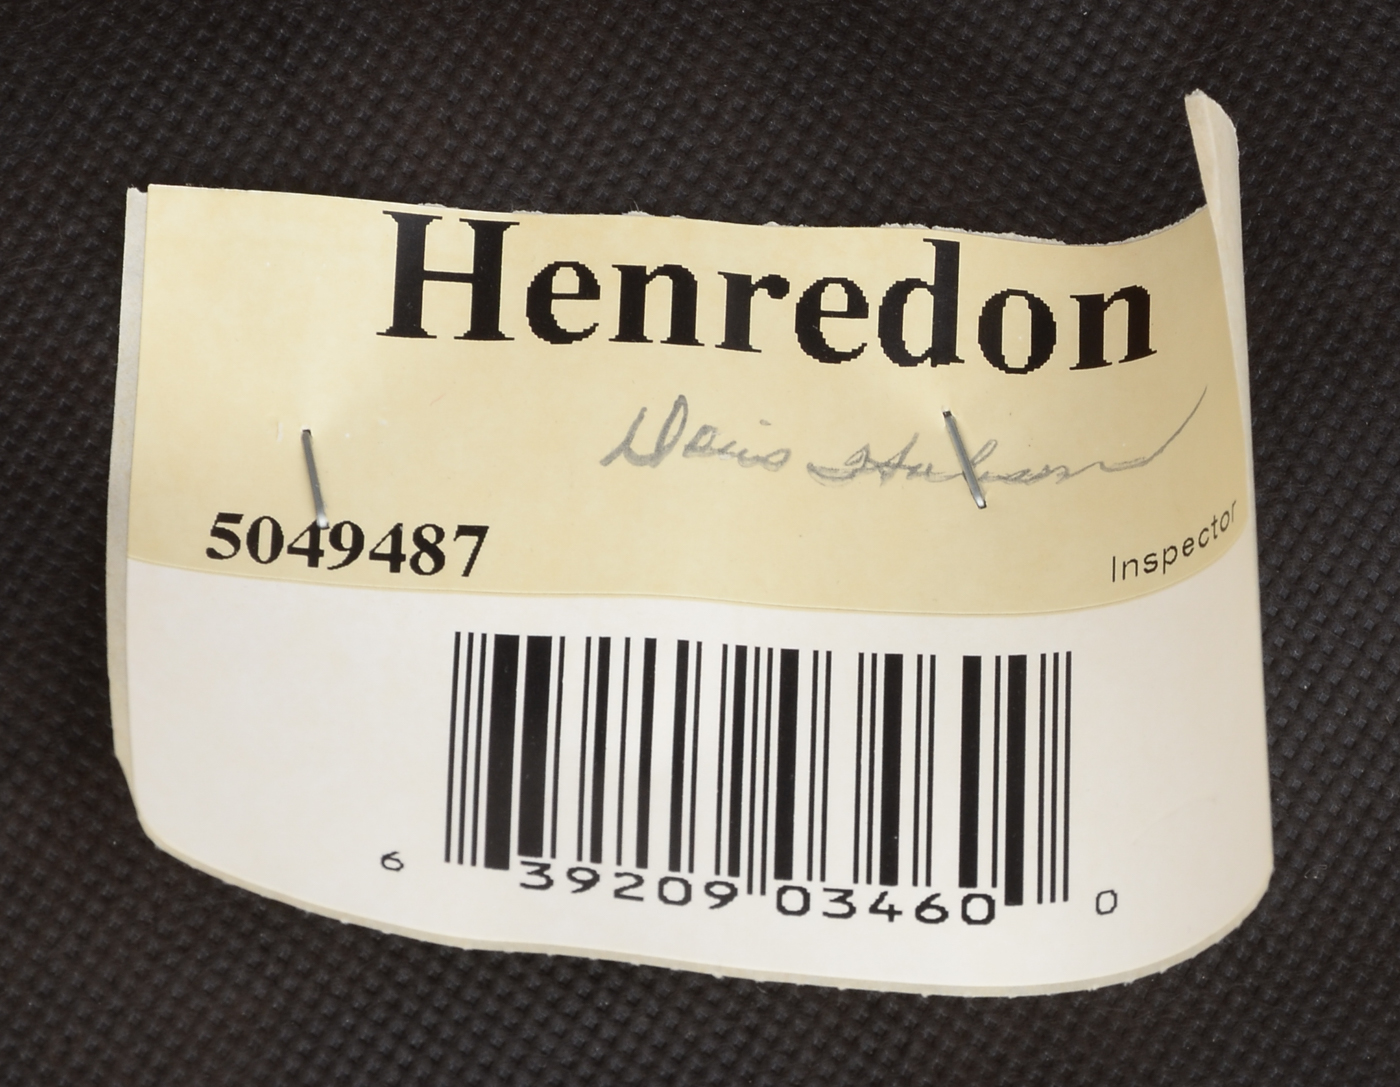 Henredon
5049487
Inspector
6 39209 03460 0